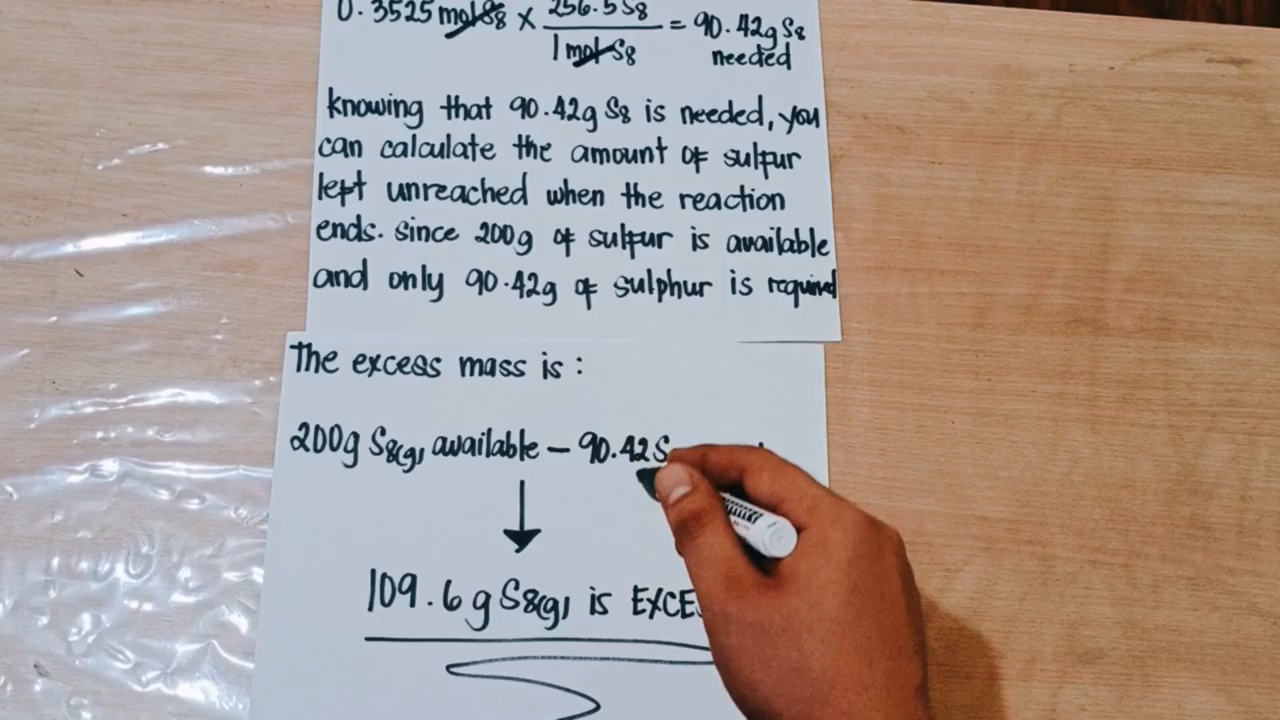 0.3525 mol S8 x 256.5 S8 / 1 mol S8 = 90.42g S8
needed
knowing that 90.42g S8 is needed, you
can calculate the amount of sulfur
left unreached when the reaction
ends. since 200g of sulfur is available
and only 90.42g of sulphur is required
The excess mass is :
200g S8(g) available – 90.42 S
↓
109.6 g S8(g) is EXCES